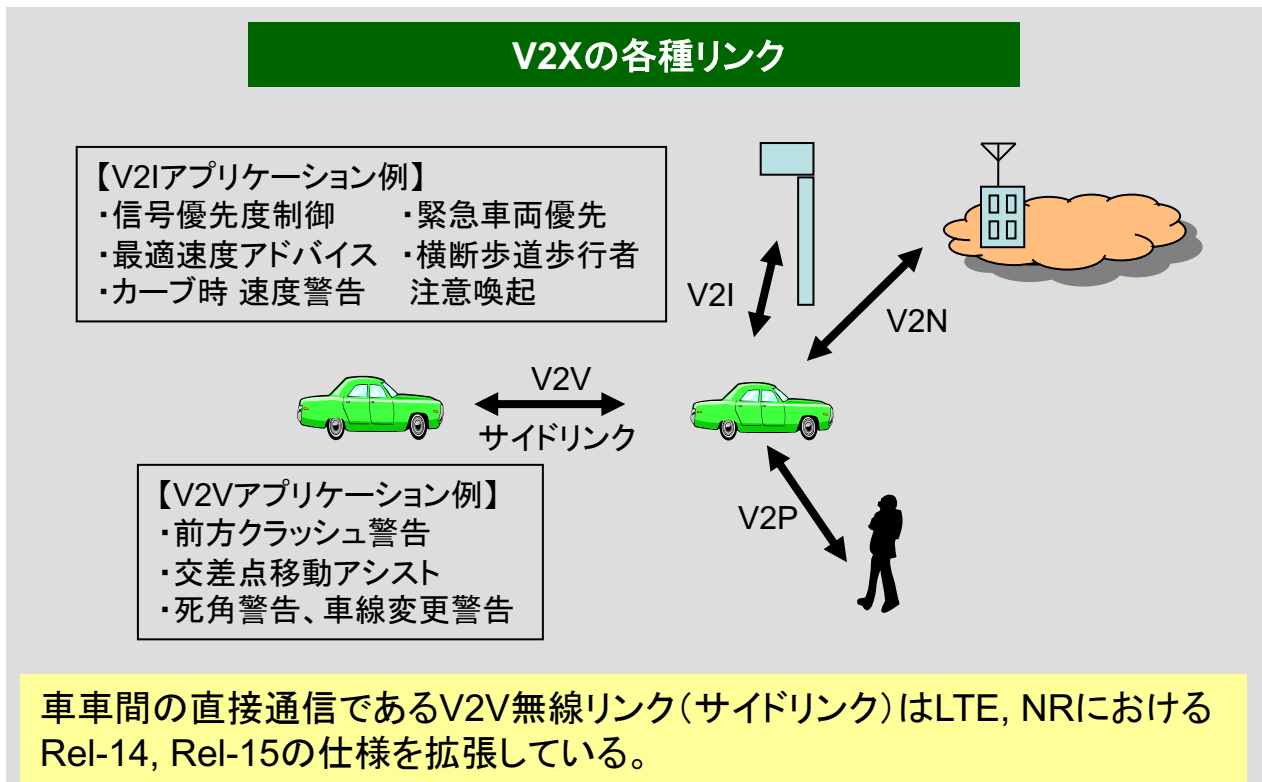 V2Xの各種リンク
【V2Iアプリケーション例】
・信号優先度制御　　・緊急車両優先
・最適速度アドバイス　・横断歩道歩行者
・カーブ時 速度警告　　注意喚起
V2I
V2N
V2V
サイドリンク
【V2Vアプリケーション例】
・前方クラッシュ警告
・交差点移動アシスト
・死角警告、車線変更警告
V2P
車車間の直接通信であるV2V無線リンク（サイドリンク）はLTE, NRにおける
Rel-14, Rel-15の仕様を拡張している。